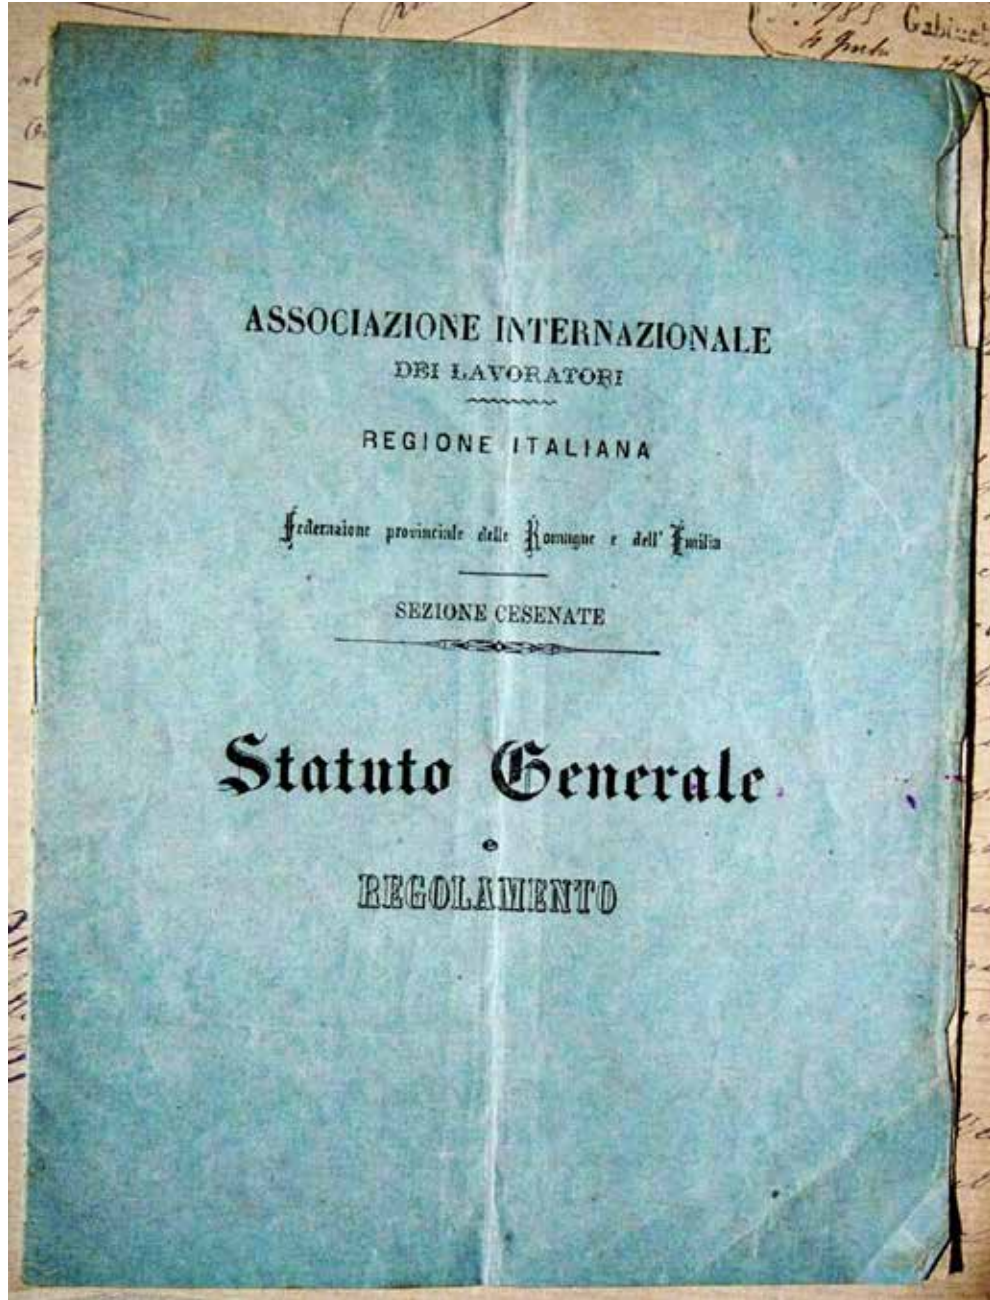 Gabinet
ASSOCIAZIONE INTERNAZIONALE
DEI LAVORATORI
REGIONE ITALIANA
Federazione provinciale delle Romagne e dell' Emilia
SEZIONE CESENATE
Statuto Generale
e
REGOLAMENTO